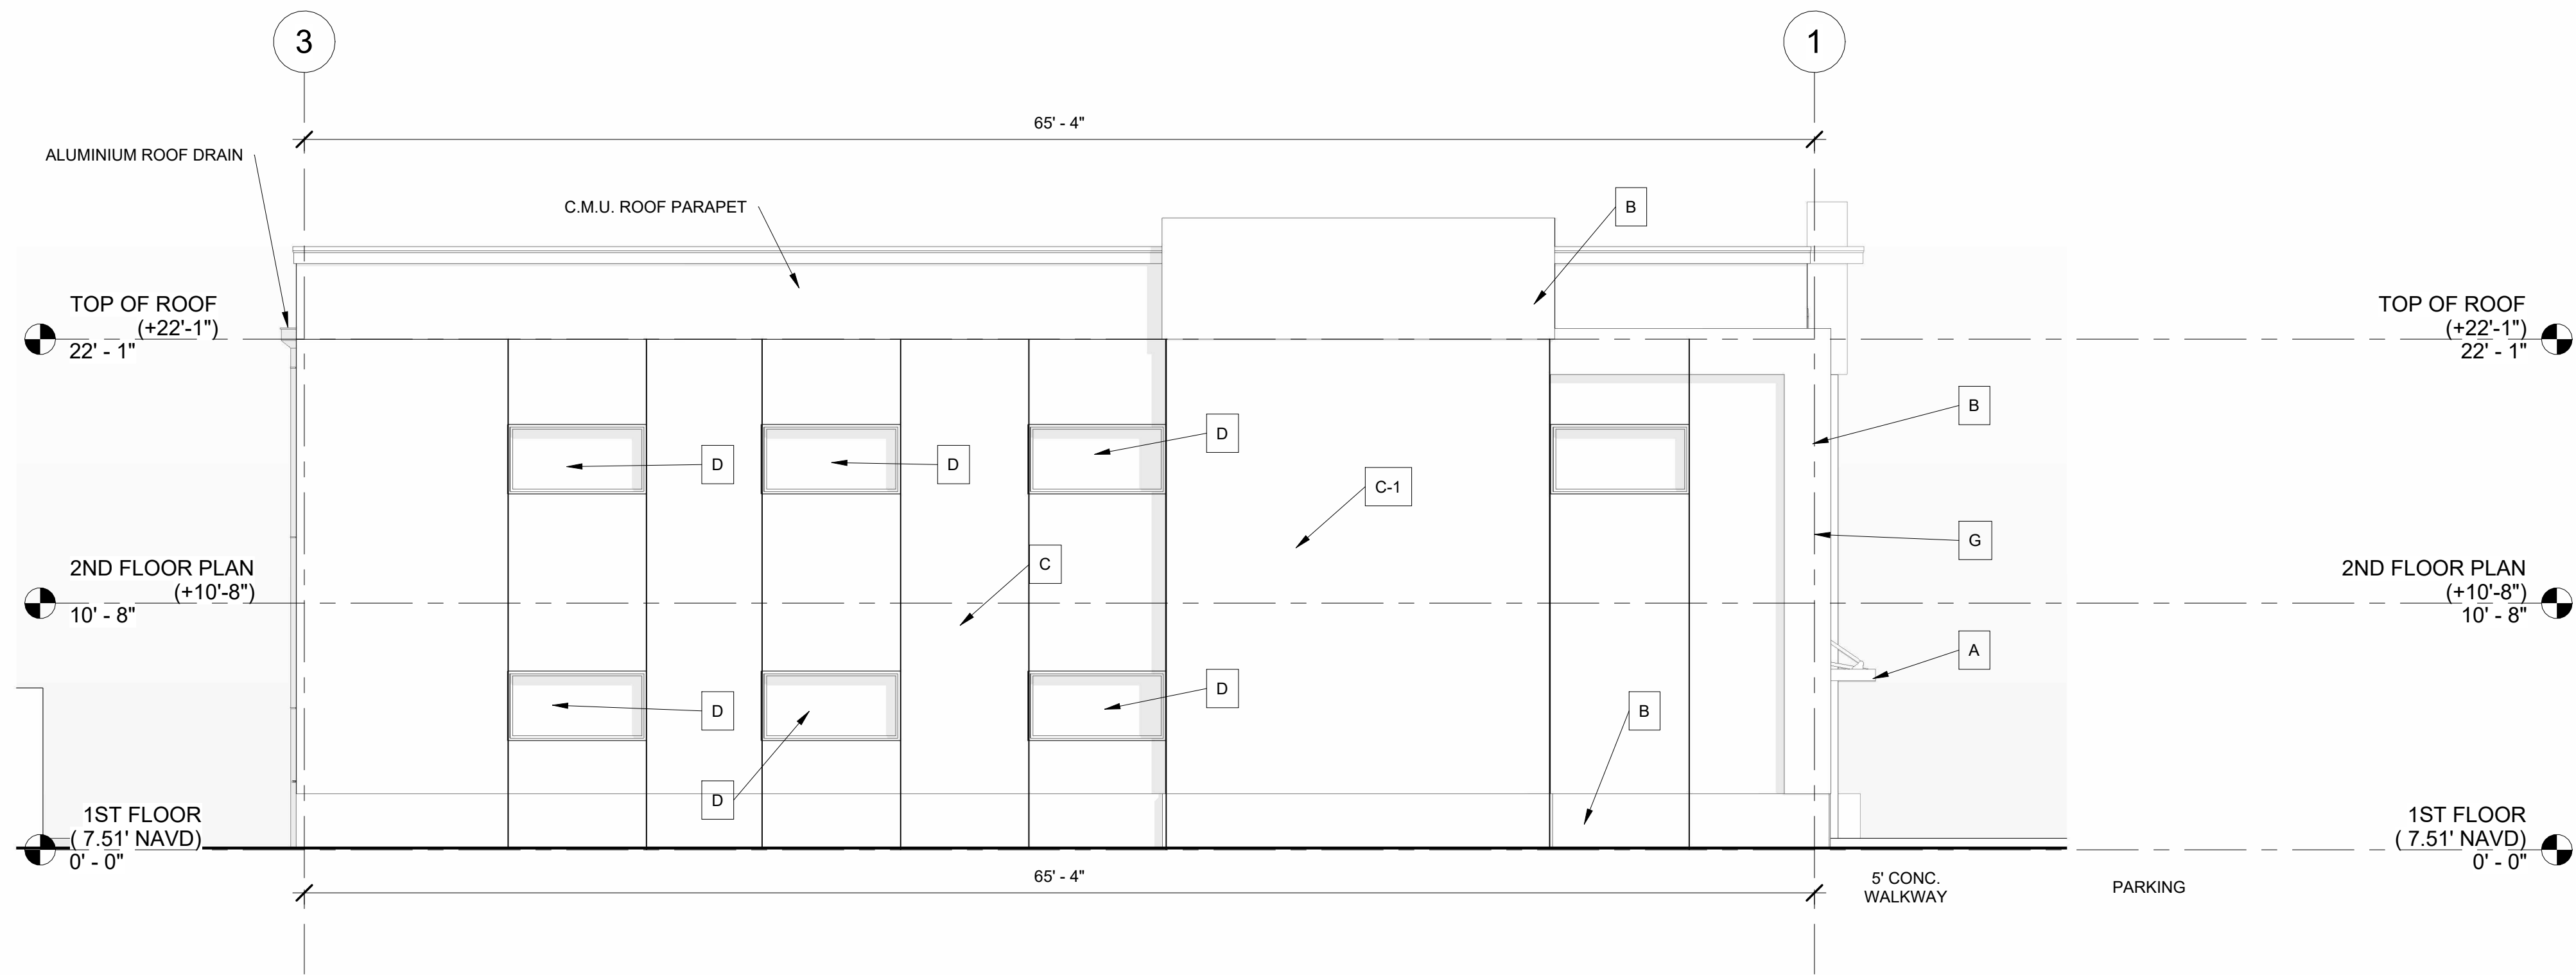 3
1
65' - 4"
ALUMINIUM ROOF DRAIN
C.M.U. ROOF PARAPET
B
TOP OF ROOF
(+22'-1")
22' - 1"
TOP OF ROOF
(+22'-1")
22' - 1"
B
D
D
D
C-1
G
C
2ND FLOOR PLAN
(+10'-8")
10' - 8"
2ND FLOOR PLAN
(+10'-8")
10' - 8"
A
D
D
B
D
1ST FLOOR
( 7.51' NAVD)
0' - 0"
1ST FLOOR
( 7.51' NAVD)
0' - 0"
65' - 4"
5' CONC.
WALKWAY
PARKING